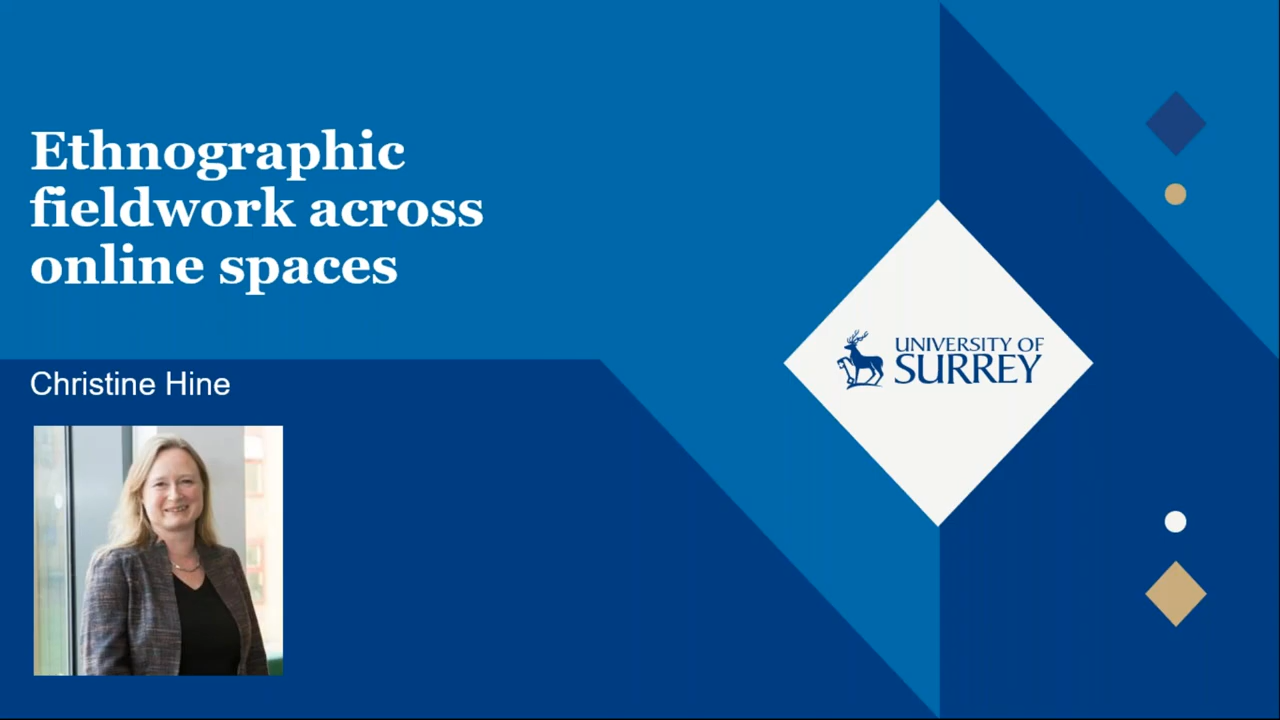 Ethnographic
fieldwork across
online spaces
Christine Hine
UNIVERSITY OF
SURREY